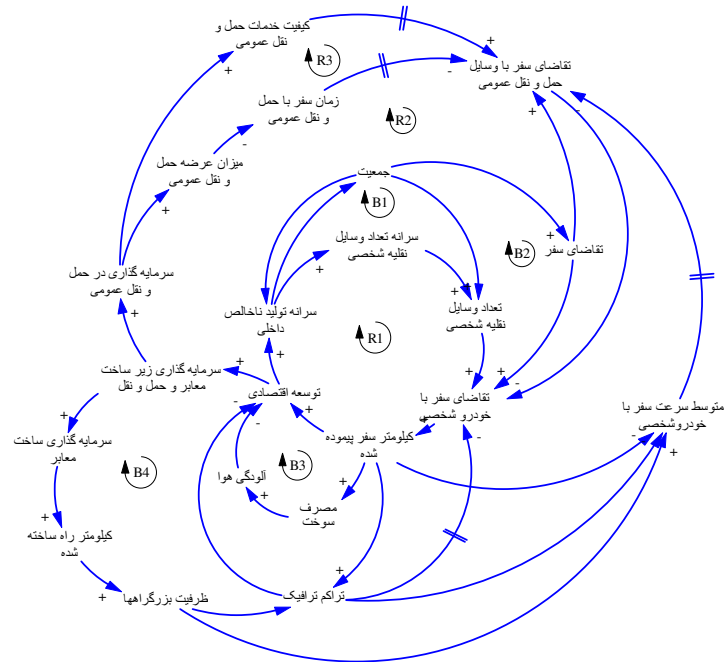 کیفیت خدمات حمل و
نقل عمومی
R3
تقاضای سفر با وسایل
حمل و نقل عمومی
زمان سفر با حمل
و نقل عمومی
R2
میزان عرضه حمل
و نقل عمومی
جمعیت
B1
سرانه تعداد وسایل
نقلیه شخصی
B2
تقاضای سفر
سرمایه گذاری در حمل
و نقل عمومی
سرانه تولید ناخالص
داخلی
تعداد وسایل
نقلیه شخصی
R1
سرمایه گذاری زیر ساخت
معابر و حمل و نقل
توسعه اقتصادی
تقاضای سفر با
خودرو شخصی
متوسط سرعت سفر با
خودروشخصی
سرمایه گذاری ساخت
معابر
کیلومتر سفر پیموده
شده
B4
B3
آلودگی هوا
مصرف
سوخت
کیلومتر راه ساخته
شده
ظرفیت بزرگراهها
تراکم ترافیک